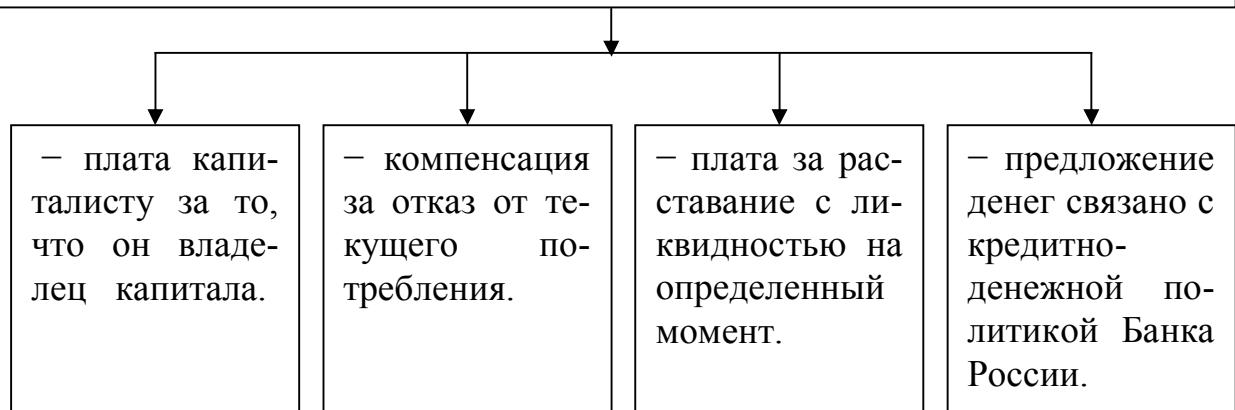 − плата капи-
талисту за то,
что он владе-
лец капитала.
− компенсация
за отказ от те-
кущего по-
требления.
− плата за рас-
ставание с ли-
квидностью на
определенный
момент.
− предложение
денег связано с
кредитно-
денежной по-
литикой Банка
России.